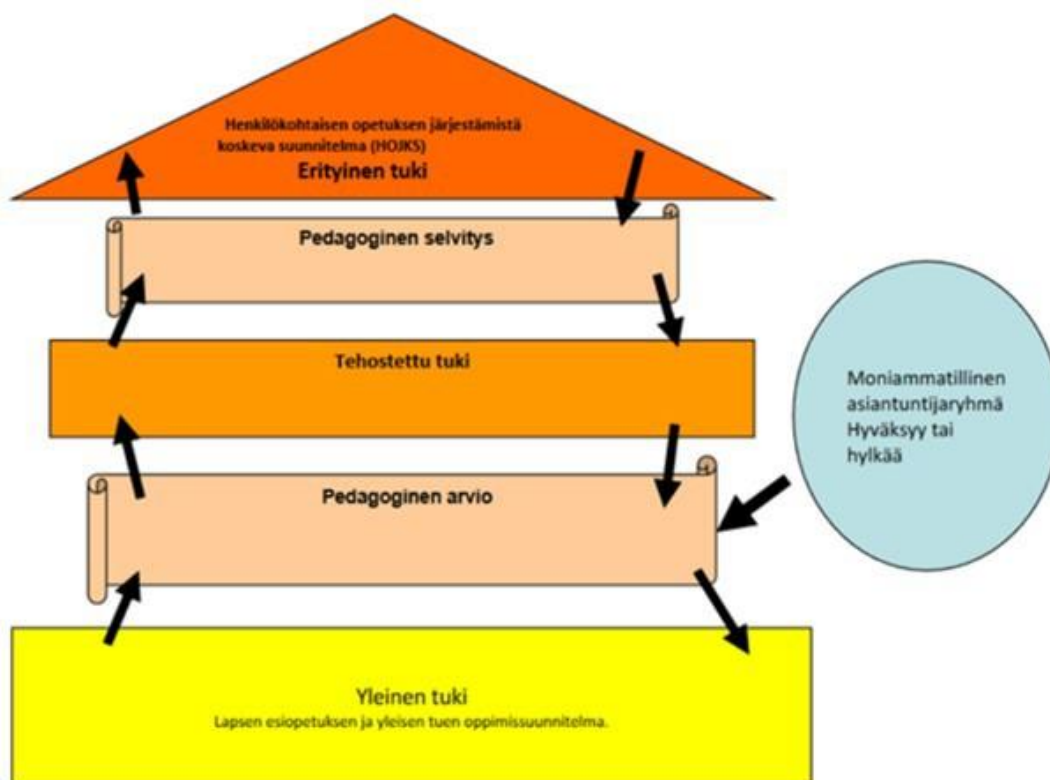 Henkilökohtaisen opetuksen järjestämistä
koskeva suunnitelma (HOJKS)
Erityinen tuki
Pedagoginen selvitys
Tehostettu tuki
Moniammatillinen
asiantuntijaryhmä
Hyväksyy tai
hylkää
Pedagoginen arvio
Yleinen tuki
Lapsen esiopetuksen ja yleisen tuen oppimissuunnitelma.